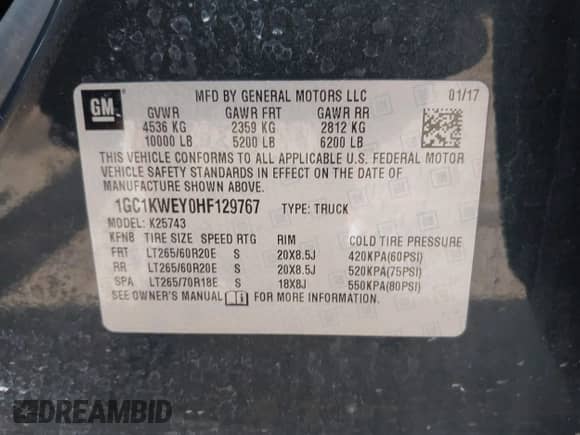 GM
MFD BY GENERAL MOTORS LLC 01/17
GVWR GAWR FRT GAWR RR
4536 KG 2359 KG 2812 KG
10000 LB 5200 LB 6200 LB
THIS VEHICLE CONFORMS TO ALL APPLICABLE U.S. FEDERAL MOTOR
VEHICLE SAFETY STANDARDS IN EFFECT ON THE DATE OF
MANUFACTURE SHOWN ABOVE.
1GC1KWEY0HF129767 TYPE: TRUCK
MODEL: K25743
KFNB TIRE SIZE SPEED RTG RIM COLD TIRE PRESSURE
FRT LT265/60R20E S 20X8.5J 420KPA(60PSI)
RR LT265/60R20E S 20X8.5J 520KPA(75PSI)
SPA LT265/70R18E S 18X8J 550KPA(80PSI)
SEE OWNER'S MANUAL FOR MORE INFORMATION.
DREAMBID